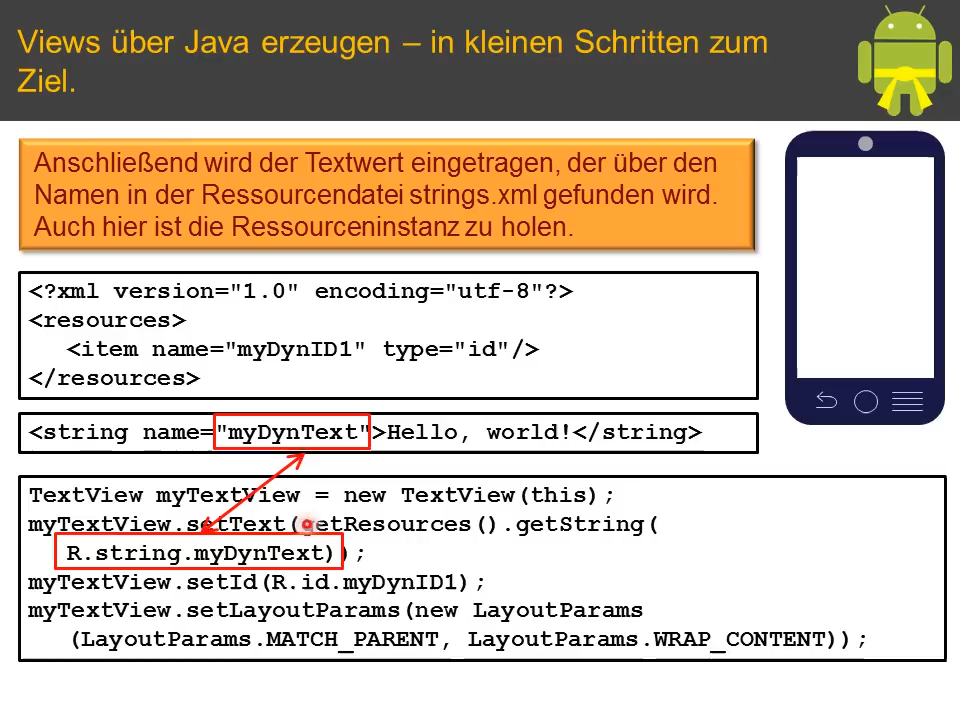 Views über Java erzeugen – in kleinen Schritten zum
Ziel.
Anschließend wird der Textwert eingetragen, der über den
Namen in der Ressourcendatei strings.xml gefunden wird.
Auch hier ist die Ressourceninstanz zu holen.
<?xml version="1.0" encoding="utf-8"?>
<resources>
<item name="myDynID1" type="id"/>
</resources>
<string name="myDynText">Hello, world!</string>
TextView myTextView = new TextView(this);
myTextView.setText(getResources().getString(
R.string.myDynText));
myTextView.setId(R.id.myDynID1);
myTextView.setLayoutParams(new LayoutParams
(LayoutParams.MATCH_PARENT, LayoutParams.WRAP_CONTENT));